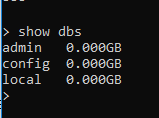 > show dbs
admin   0.000GB
config  0.000GB
local   0.000GB
>